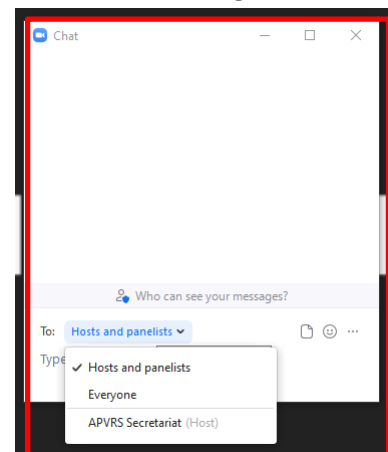 Chat
Who can see your messages?
To: Hosts and panelists
Type
Hosts and panelists
Everyone
APVRS Secretariat (Host)